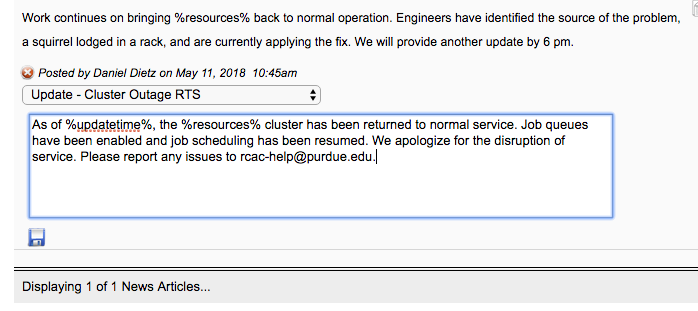 Work continues on bringing %resources% back to normal operation. Engineers have identified the source of the problem,
a squirrel lodged in a rack, and are currently applying the fix. We will provide another update by 6 pm.
Posted by Daniel Dietz on May 11, 2018 10:45am
Update - Cluster Outage RTS
As of %updatetime%, the %resources% cluster has been returned to normal service. Job queues
have been enabled and job scheduling has been resumed. We apologize for the disruption of
service. Please report any issues to rcac-help@purdue.edu.
Displaying 1 of 1 News Articles...